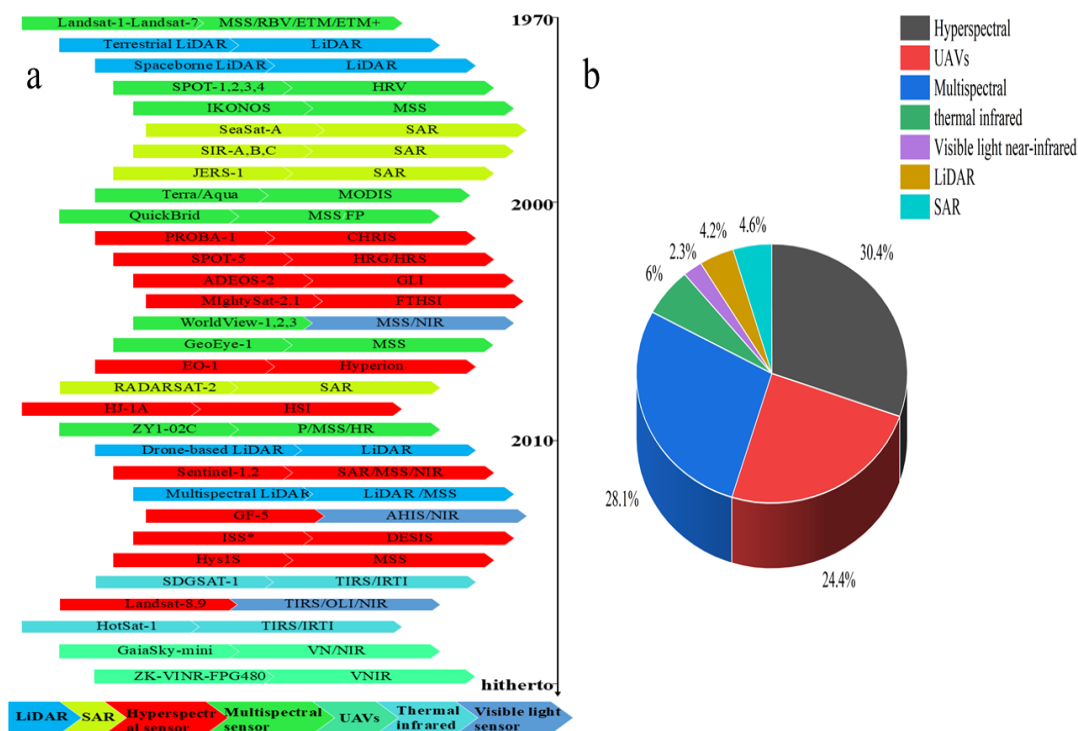 a
Landsat-1-Landsat-7 MSS/RBV/ETM/ETM+
Terrestrial LiDAR LiDAR
Spaceborne LiDAR LiDAR
SPOT-1,2,3,4 HRV
IKONOS MSS
SeaSat-A SAR
SIR-A,B,C SAR
JERS-1 SAR
Terra/Aqua MODIS
QuickBrid MSS FP
PROBA-1 CHRIS
SPOT-5 HRG/HRS
ADEOS-2 GLI
MIghtySat-2.1 FTHSI
WorldView-1,2,3 MSS/NIR
GeoEye-1 MSS
EO-1 Hyperion
RADARSAT-2 SAR
HJ-1A HSI
ZY1-02C P/MSS/HR
Drone-based LiDAR LiDAR
Sentinel-1,2 SAR/MSS/NIR
Multispectral LiDAR LiDAR /MSS
GF-5 AHIS/NIR
ISS* DESIS
Hys1S MSS
SDGSAT-1 TIRS/IRTI
Landsat-8,9 TIRS/OLI/NIR
HotSat-1 TIRS/IRTI
GaiaSky-mini VN/NIR
ZK-VINR-FPG480 VNIR
1970
2000
2010
hitherto
LiDAR
SAR
Hyperspectr
al sensor
Multispectral
sensor
UAVs
Thermal
infrared
Visible light
sensor
b
Hyperspectral
UAVs
Multispectral
thermal infrared
Visible light near-infrared
LiDAR
SAR
30.4%
24.4%
28.1%
6%
2.3%
4.2%
4.6%